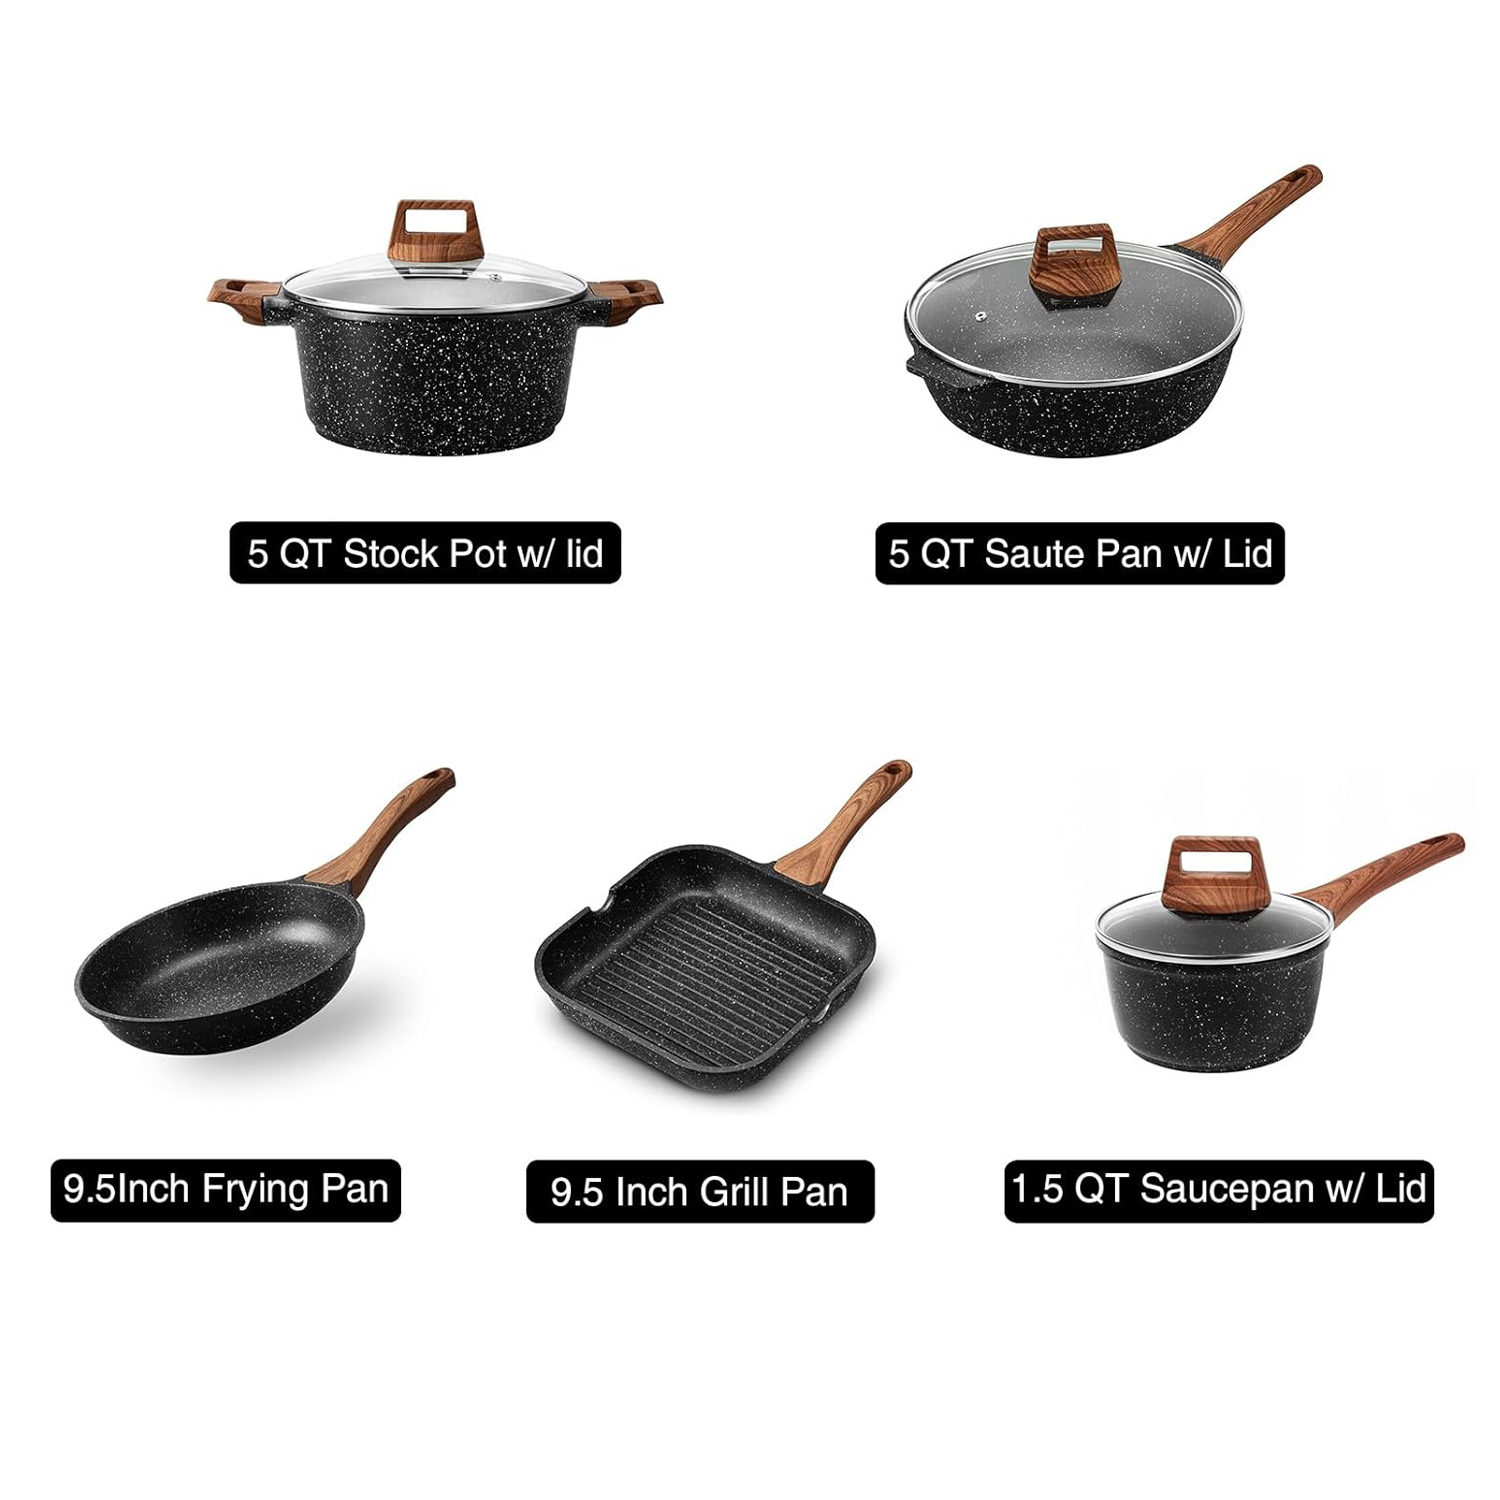 5 QT Stock Pot w/ lid
5 QT Saute Pan w/ Lid
9.5Inch Frying Pan
9.5 Inch Grill Pan
1.5 QT Saucepan w/ Lid